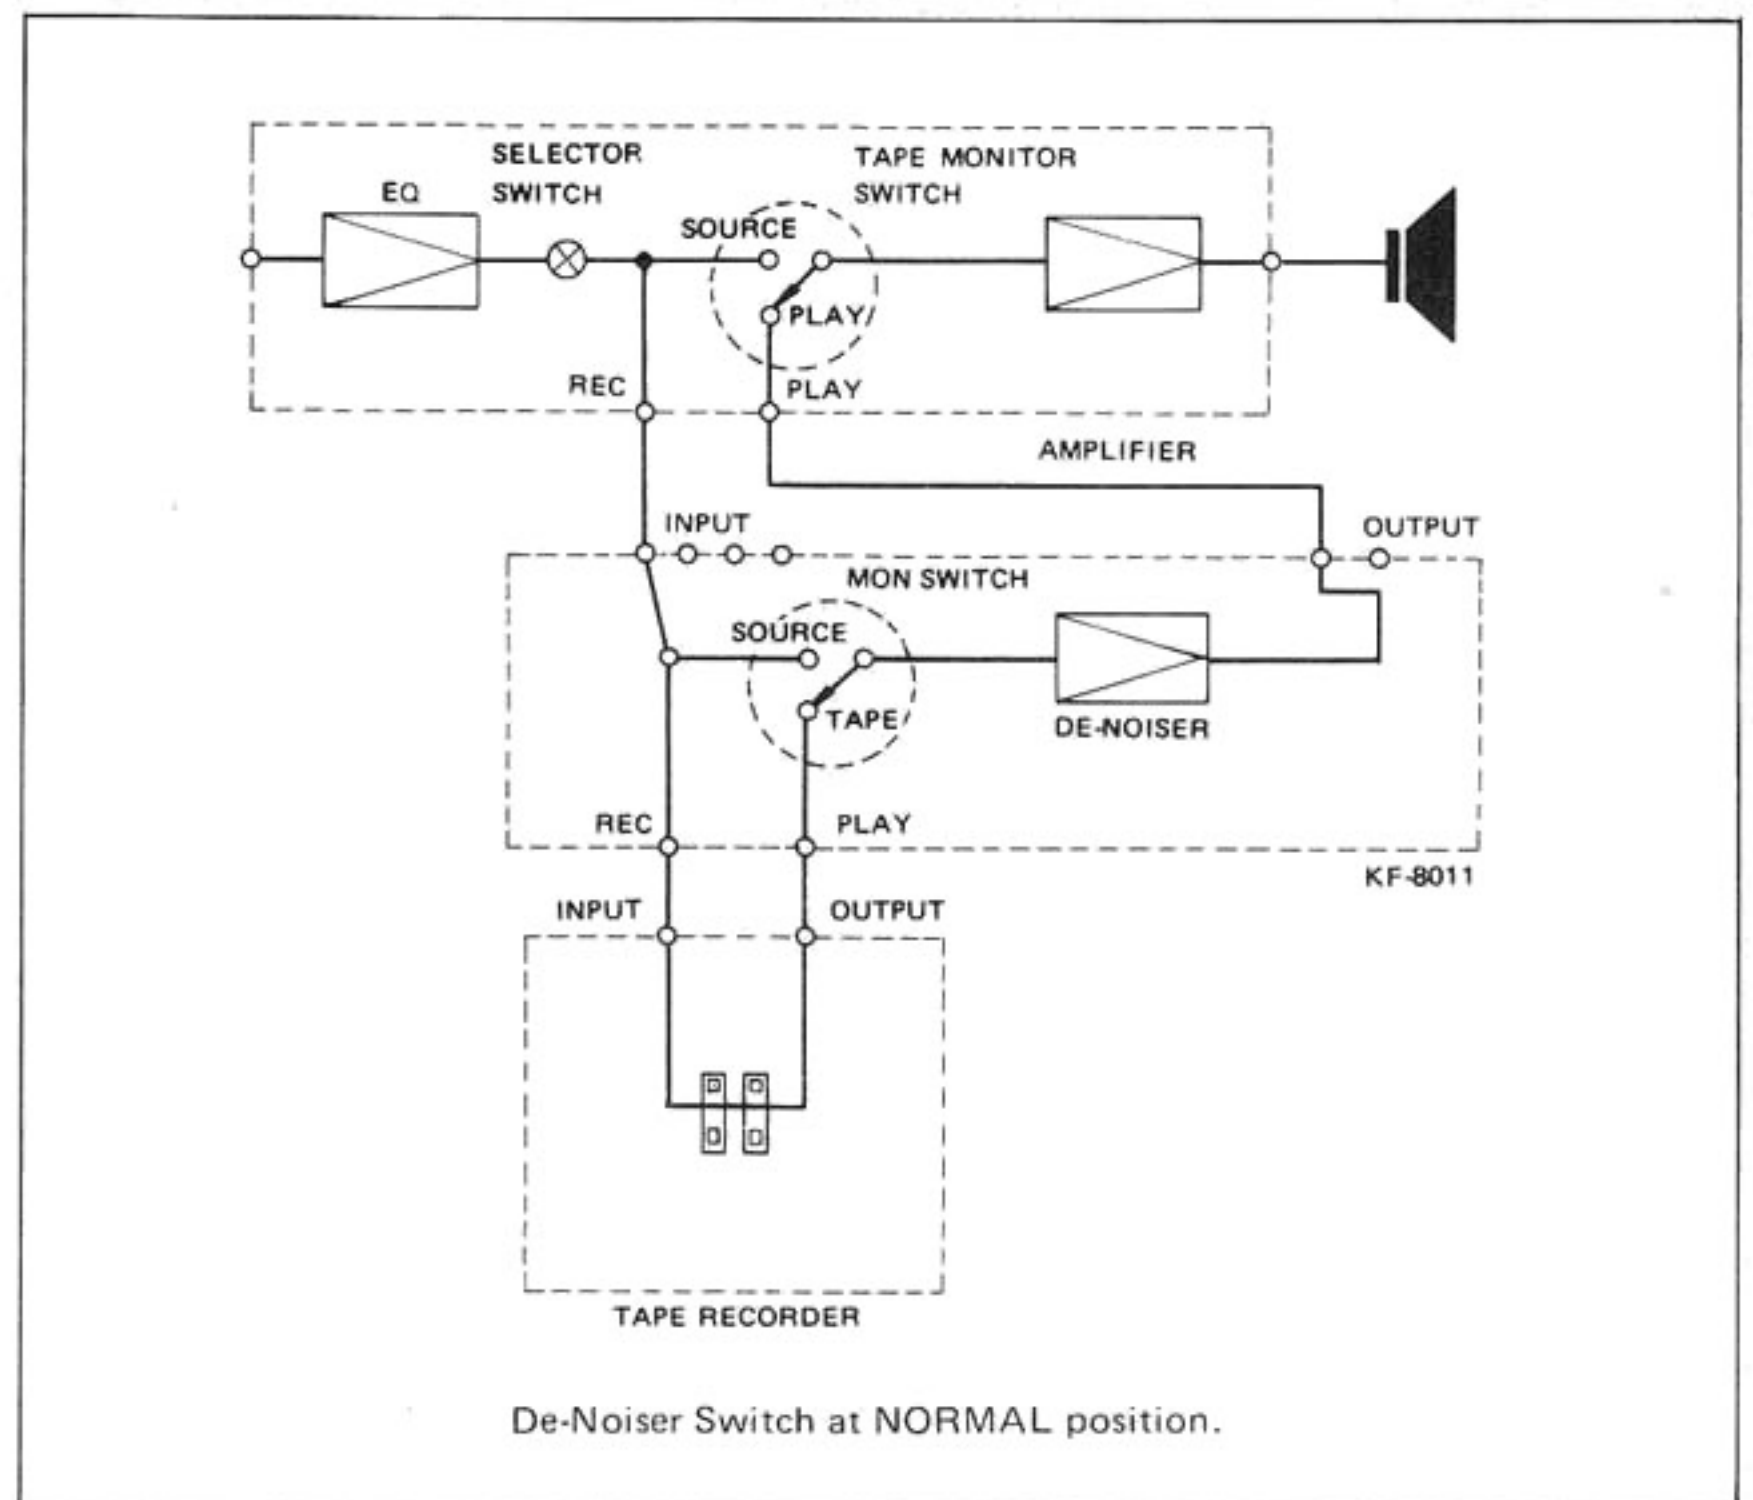 SELECTOR
SWITCH
TAPE MONITOR
SWITCH
EQ
SOURCE
PLAY
REC
PLAY
AMPLIFIER
INPUT
OUTPUT
MON SWITCH
SOURCE
TAPE
DE-NOISER
REC
PLAY
KF-8011
INPUT
OUTPUT
TAPE RECORDER
De-Noiser Switch at NORMAL position.